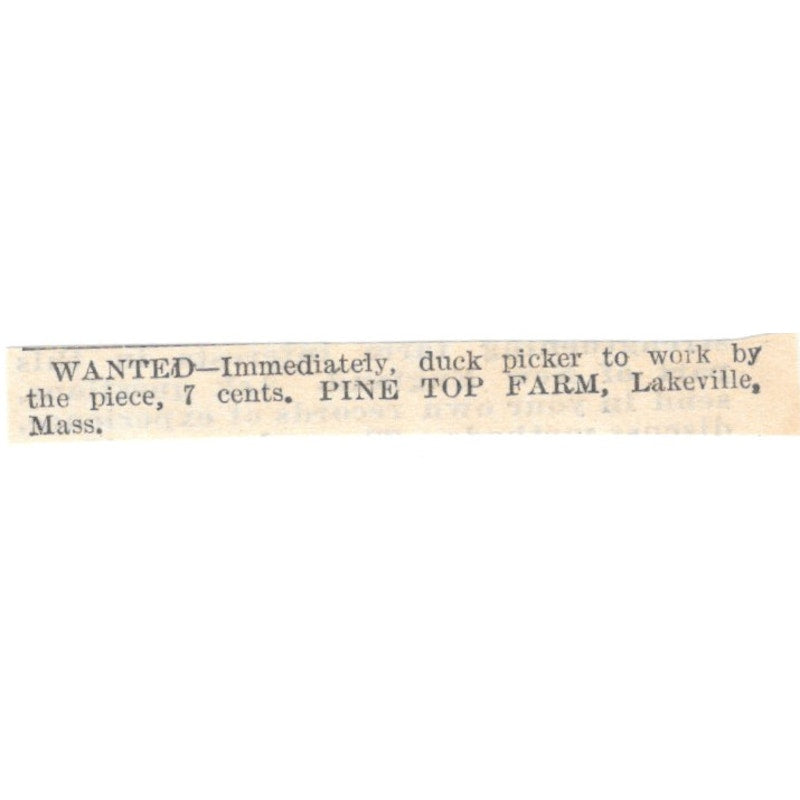 WANTED—Immediately, duck picker to work by
the piece, 7 cents. PINE TOP FARM, Lakeville,
Mass.